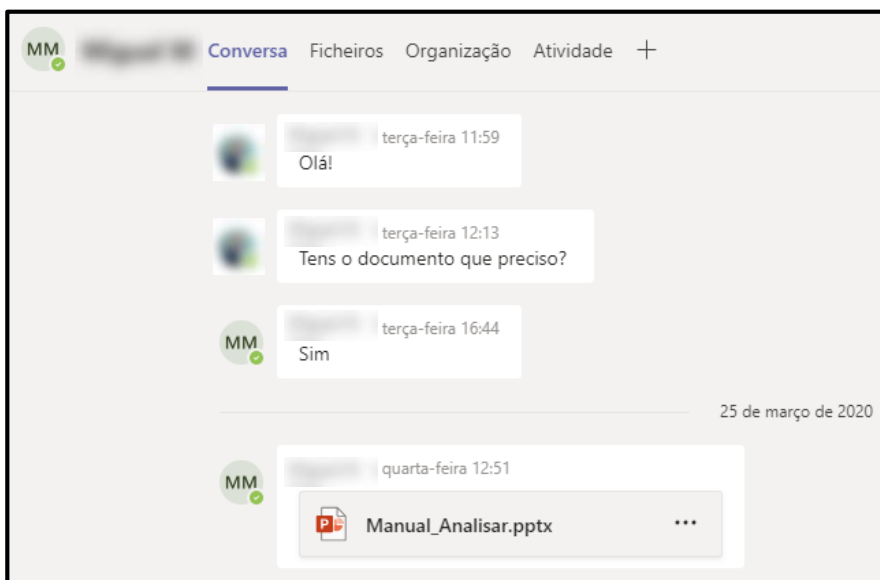 MM Conversa Ficheiros Organização Atividade
terça-feira 11:59
Olá!
terça-feira 12:13
Tens o documento que preciso?
terça-feira 16:44
MM
Sim
25 de março de 2020
quarta-feira 12:51
MM
Manual_Analisar.pptx